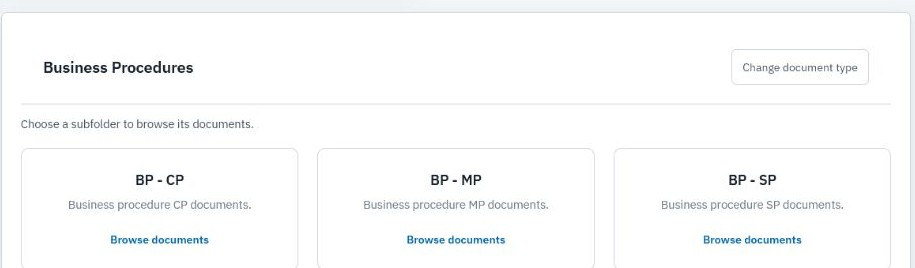 Business Procedures
Change document type
Choose a subfolder to browse its documents.
BP - CP
Business procedure CP documents.
Browse documents
BP - MP
Business procedure MP documents.
Browse documents
BP - SP
Business procedure SP documents.
Browse documents